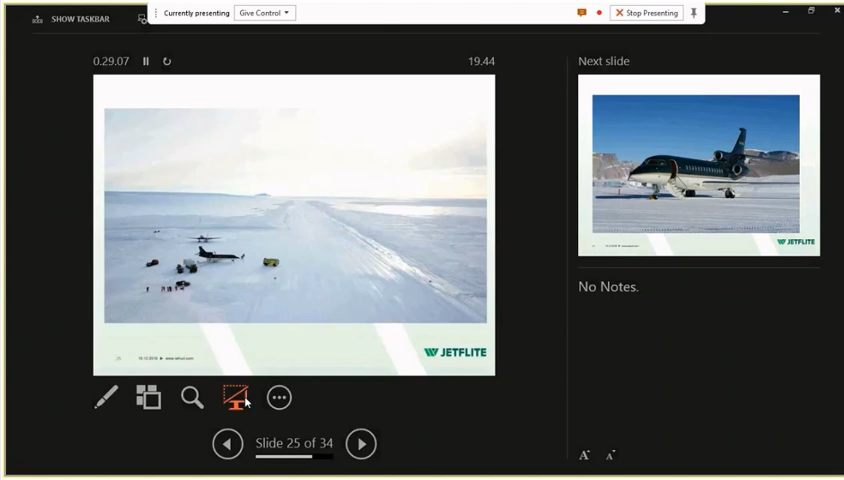 SHOW TASKBAR
Currently presenting
Give Control
Stop Presenting
0.29.07
19.44
Next slide
JETFLITE
JETFLITE
No Notes.
Slide 25 of 34
A
A